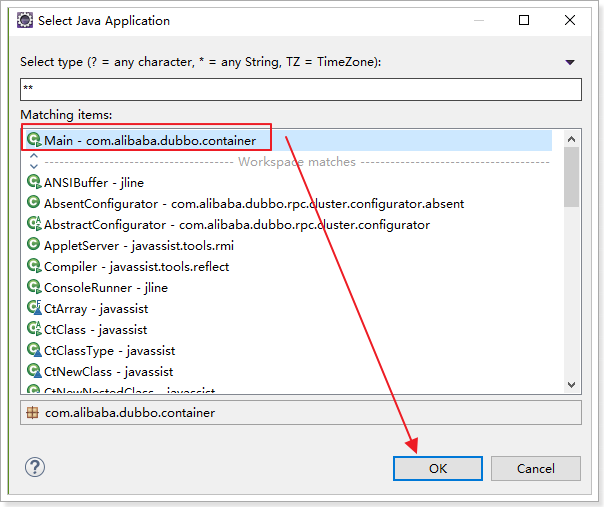 Select Java Application
Select type (? = any character, * = any String, TZ = TimeZone):
**
Matching items:
Main - com.alibaba.dubbo.container
Workspace matches
ANSIBuffer - jline
AbsentConfigurator - com.alibaba.dubbo.rpc.cluster.configurator.absent
AbstractConfigurator - com.alibaba.dubbo.rpc.cluster.configurator
AppletServer - javassist.tools.rmi
Compiler - javassist.tools.reflect
ConsoleRunner - jline
CtArray - javassist
CtClass - javassist
CtClassType - javassist
CtNewClass - javassist
CtNewNestedClass - javassist
com.alibaba.dubbo.container
OK
Cancel